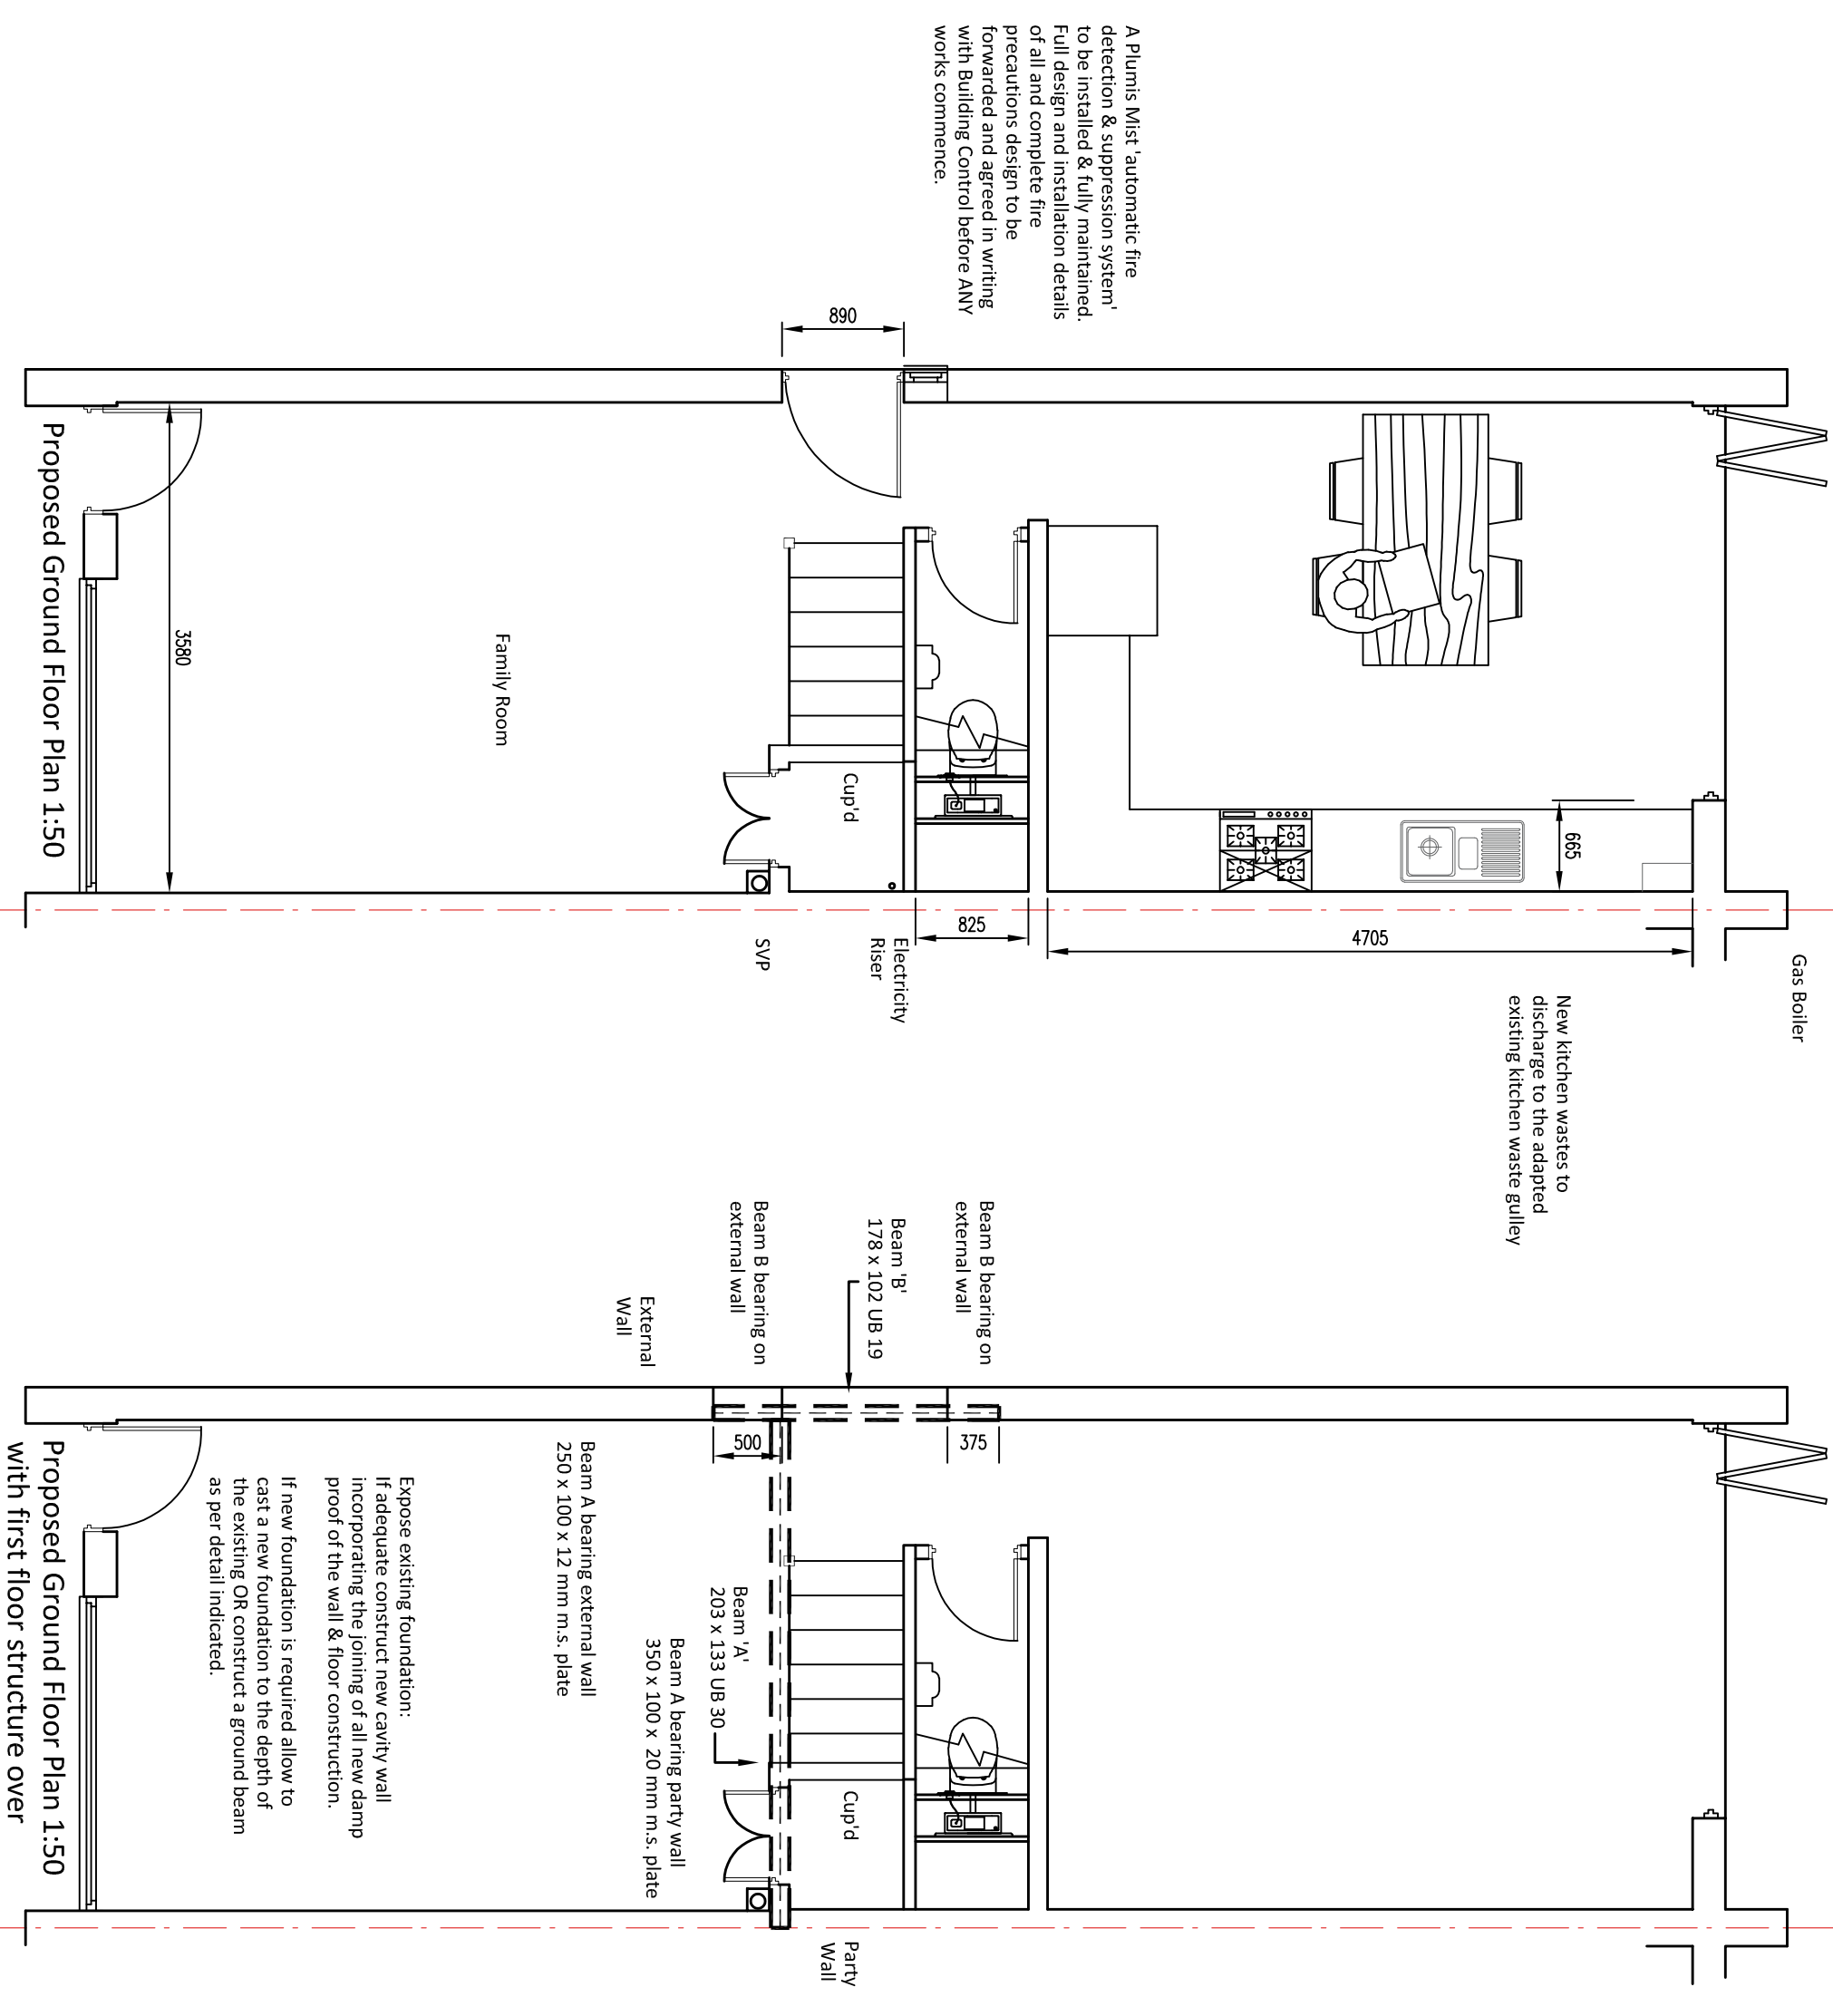 A Plumis Mist 'automatic fire
detection & suppression system'
to be installed & fully maintained.
Full design and installation details
of all and complete fire
precautions design to be
forwarded and agreed in writing
with Building Control before ANY
works commence.
890
3580
Family Room
Cup'd
665
825
4705
Gas Boiler
New kitchen wastes to
discharge to the adapted
existing kitchen waste gulley
Electricity
Riser
SVP
Proposed Ground Floor Plan 1:50
Beam B bearing on
external wall
Beam 'B'
178 x 102 UB 19
Beam B bearing on
external wall
External
Wall
375
500
Beam A bearing external wall
250 x 100 x 12 mm m.s. plate
Beam 'A'
203 x 133 UB 30
Beam A bearing party wall
350 x 100 x 20 mm m.s. plate
Cup'd
Party
Wall
Expose existing foundation:
If adequate construct new cavity wall
incorporating the joining of all new damp
proof of the wall & floor construction.
If new foundation is required allow to
cast a new foundation to the depth of
the existing OR construct a ground beam
as per detail indicated.
Proposed Ground Floor Plan 1:50
with first floor structure over